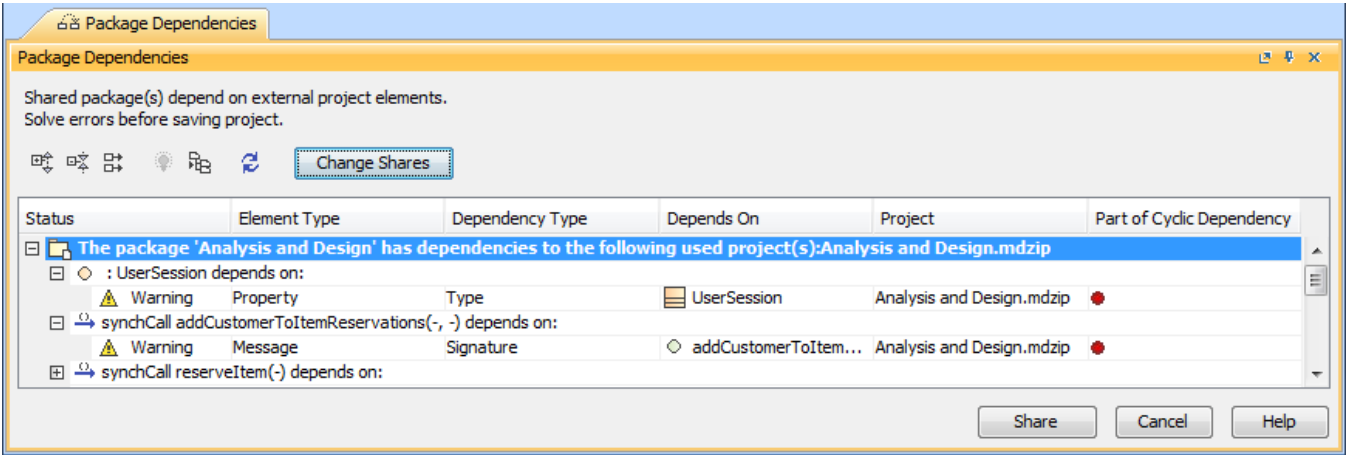 Package Dependencies
Package Dependencies
Shared package(s) depend on external project elements.
Solve errors before saving project.
Change Shares
Status Element Type Dependency Type Depends On Project Part of Cyclic Dependency
The package 'Analysis and Design' has dependencies to the following used project(s):Analysis and Design.mdzip
: UserSession depends on:
Warning Property Type UserSession Analysis and Design.mdzip
synchCall addCustomerToItemReservations(-, -) depends on:
Warning Message Signature addCustomerToItem... Analysis and Design.mdzip
synchCall reserveItem(-) depends on:
Share Cancel Help